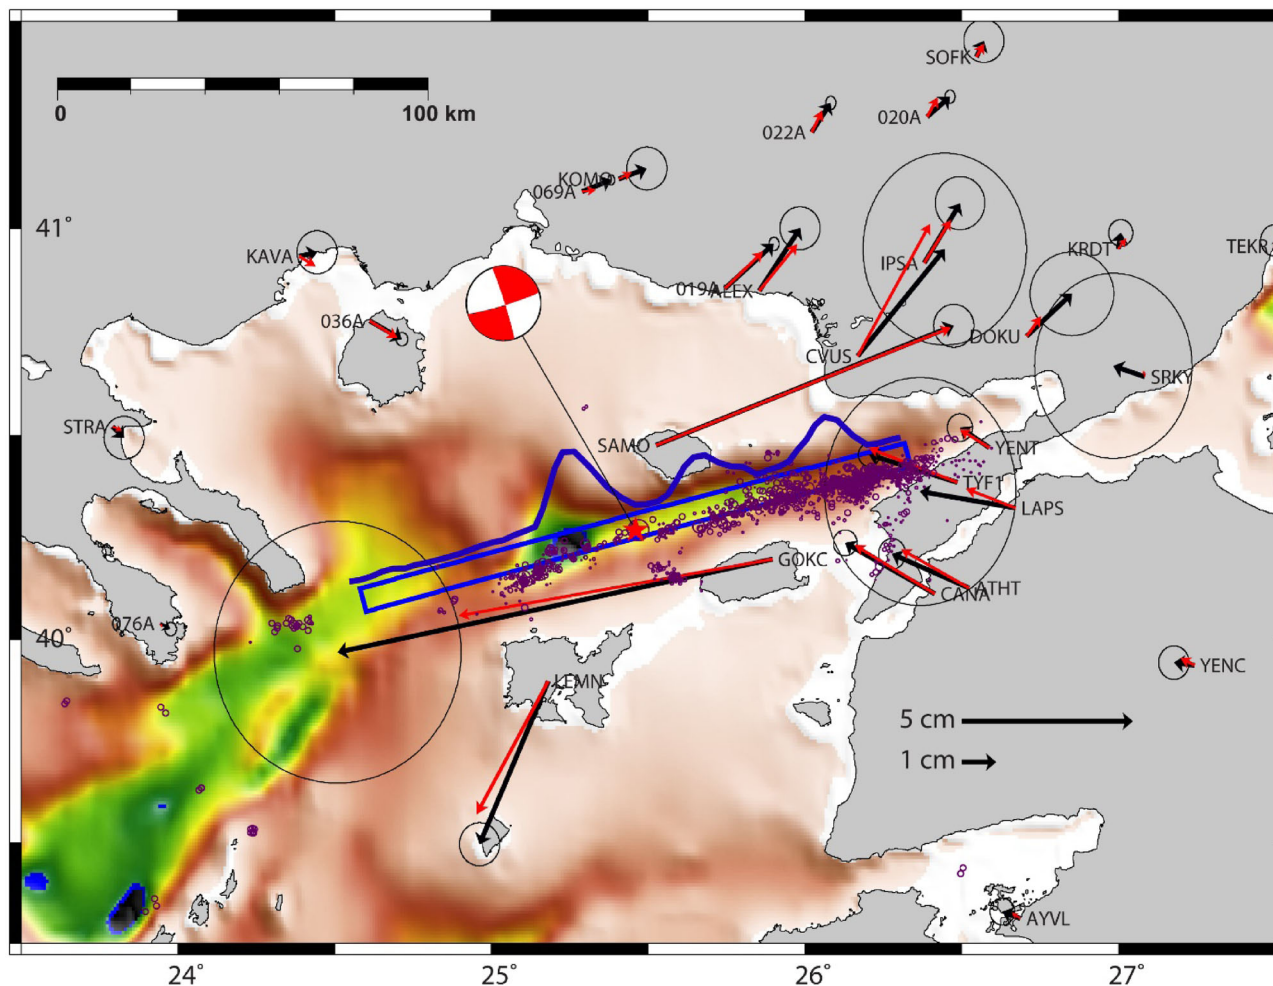 SOFK
0
100 km
022A
020A
KOMO
069A
41°
KAVA
IPSA
KRDT
TEKR
019A
ALEX
036A
CVUS
DOKU
SRKY
STRA
SAMO
YENT
TYF1
LAPS
GOKC
ATHT
CANA
076A
40°
YENC
LEMN
5 cm
1 cm
AYVL
24°
25°
26°
27°